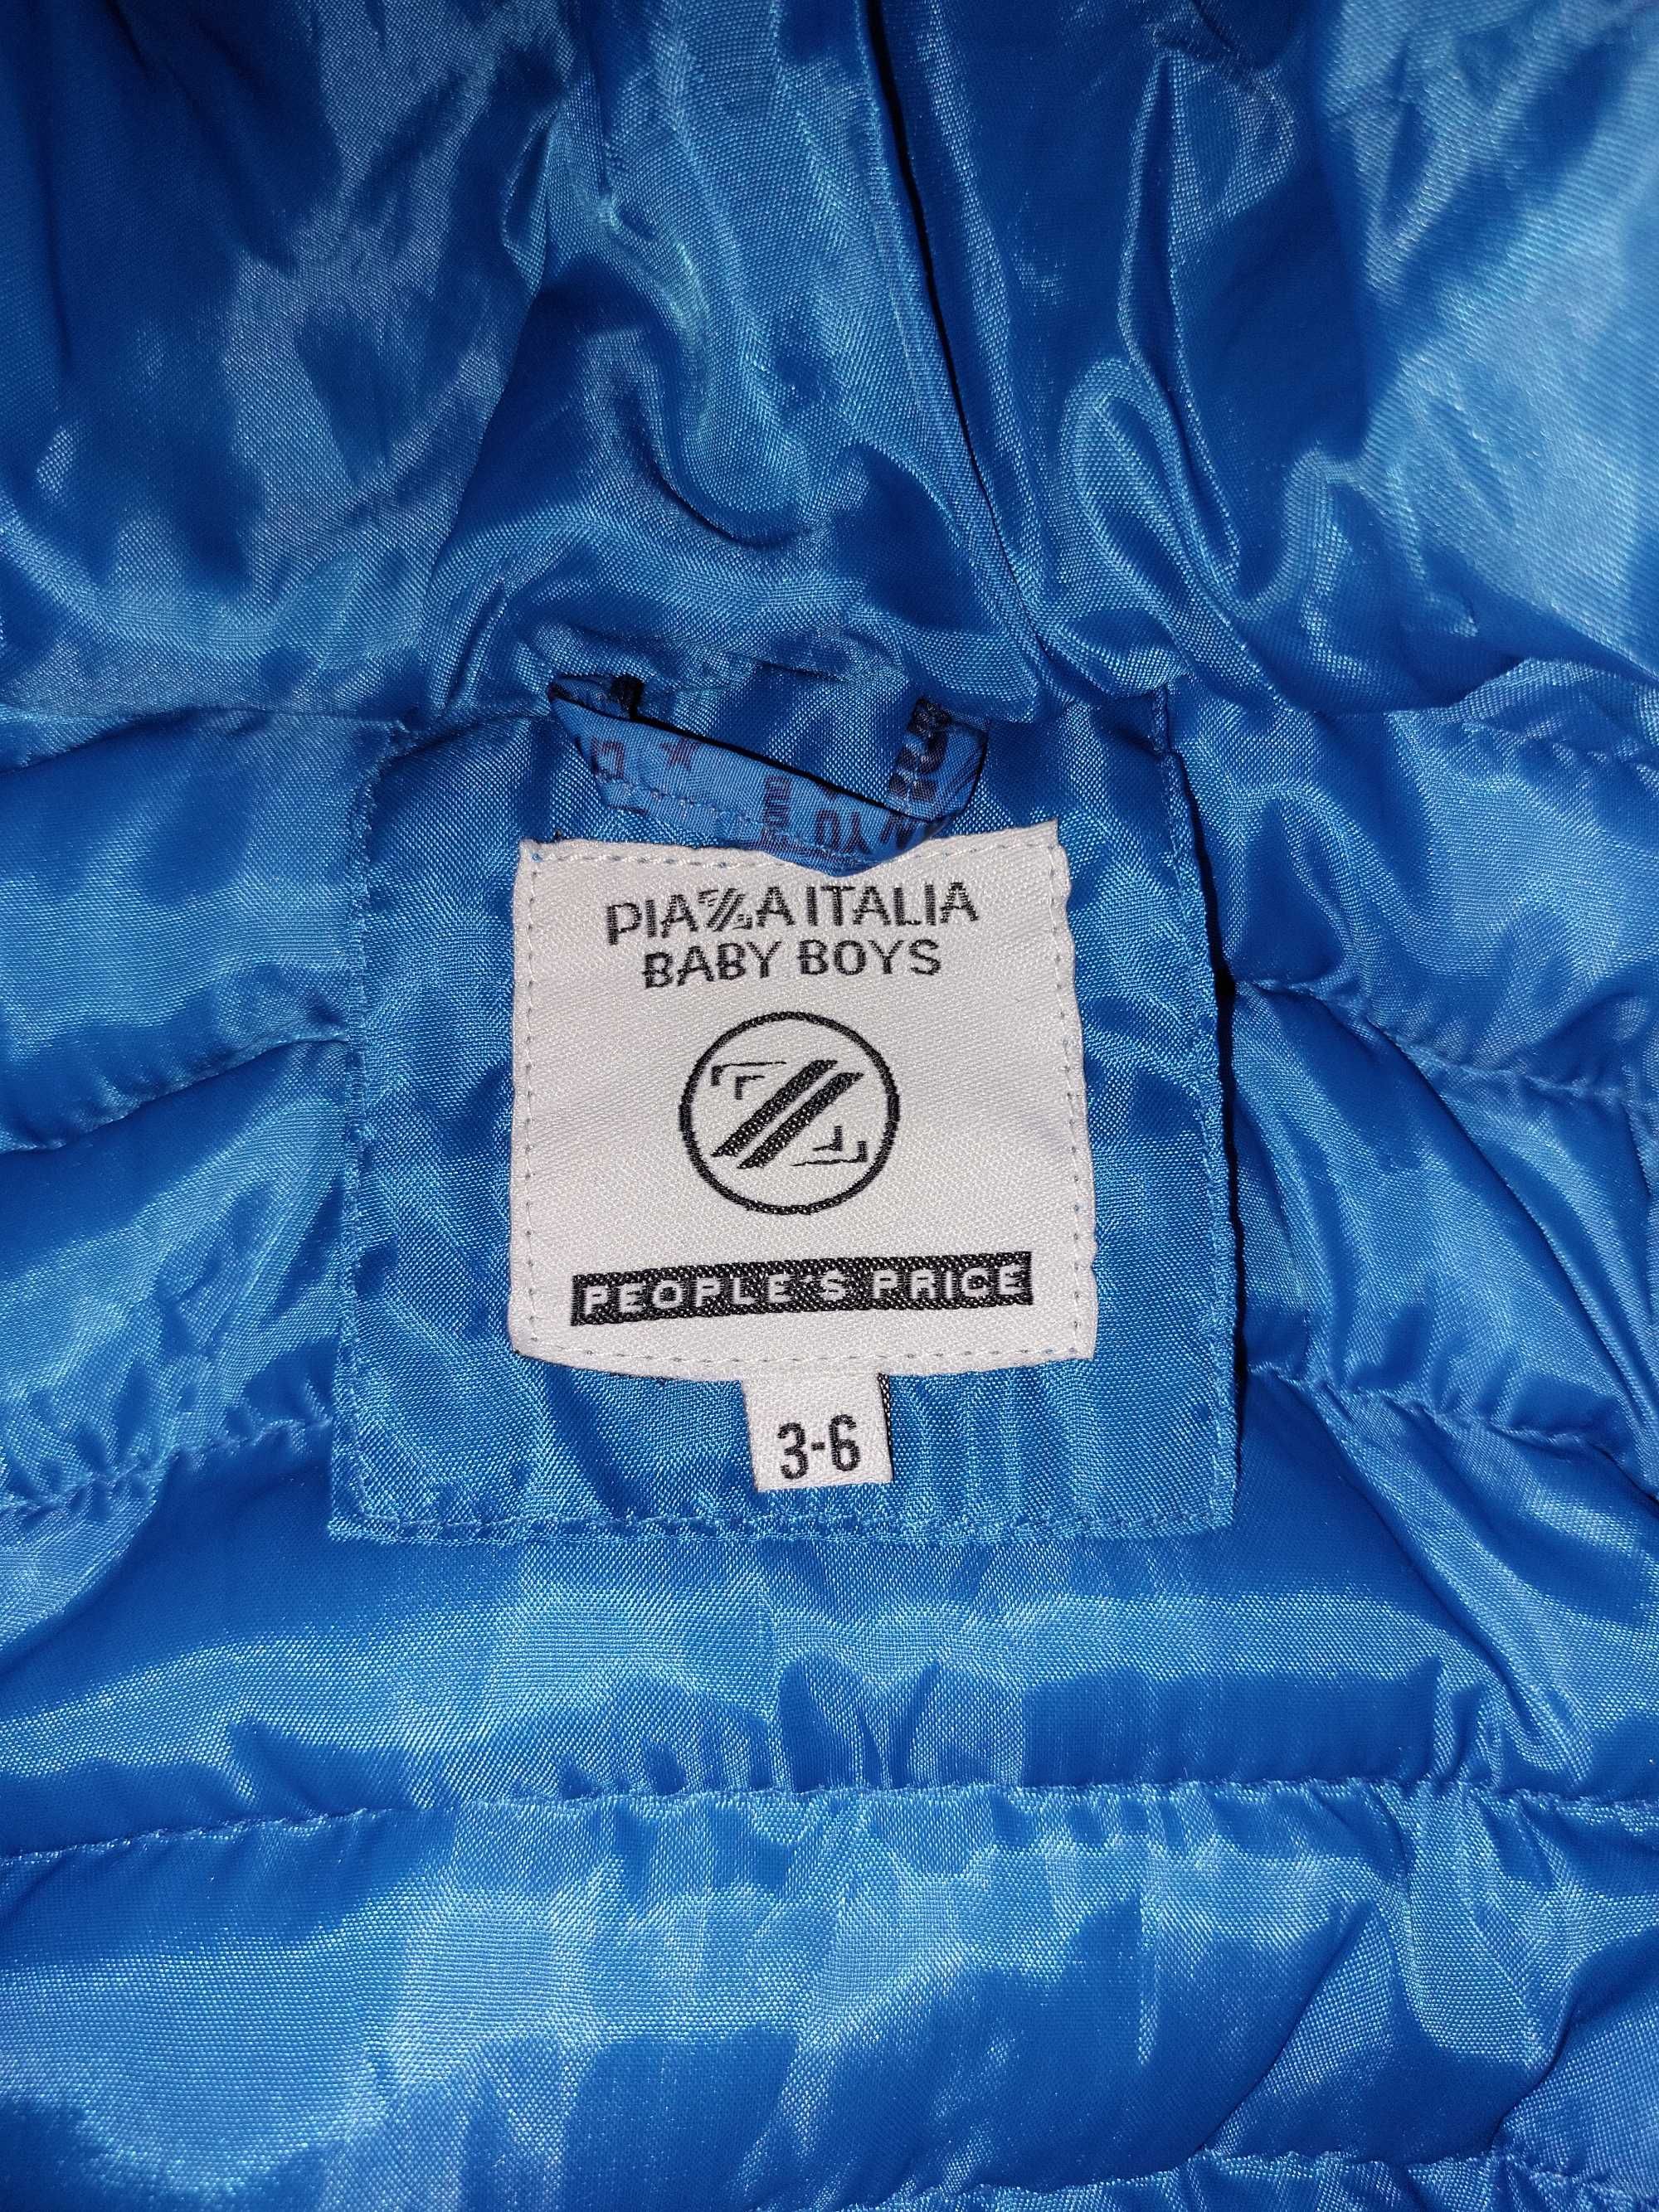 PIAZZA ITALIA
BABY BOYS
PEOPLE'S PRICE
3-6